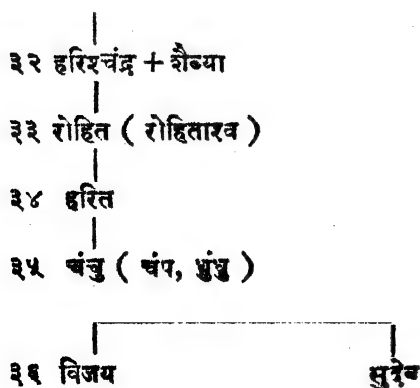 ३२ हरिश्चंद्र + शैब्या
३३ रोहित ( रोहिताश्व )
३४ हरित
३५ चंचु ( चंप, धुंधु )
३६ विजय सुदेव